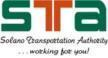 STA
Solano Transportation Authority
...working for you!